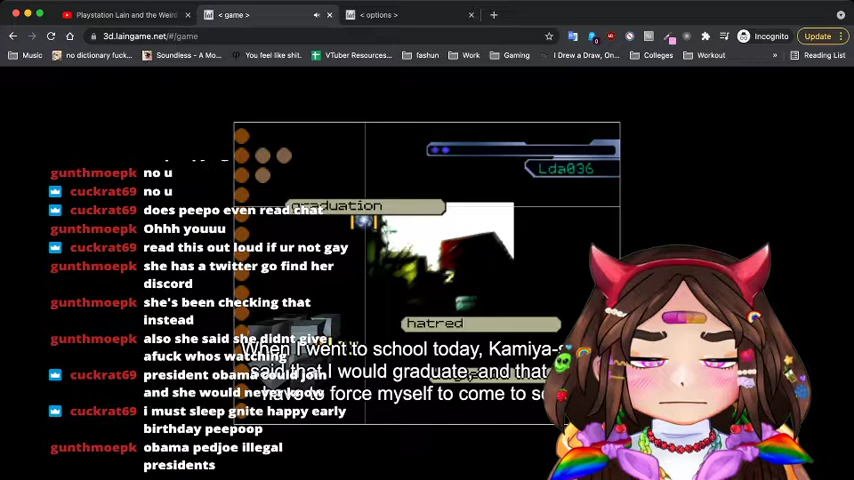 Playstation Lain and the Weird
< game >
< options >
3d.laingame.net/#/game
Incognito
Update
Music
no dictionary fuck...
Soundless - A Mo...
You feel like shit.
VTuber Resources...
fashun
Work
Gaming
I Drew a Draw, On...
Colleges
Workout
Reading List
Lda036
graduation
hatred
When I went to school today, Kamiya-s
said that I would graduate, and that
have to force myself to come to sc
gunthmoepk no u
cuckrat69 no u
cuckrat69 does peepo even read chat
gunthmoepk Ohhh youuu
cuckrat69 read this out loud if ur not gay
gunthmoepk she has a twitter go find her
discord
gunthmoepk she's been checking that
instead
gunthmoepk also she said she didnt give
afuck whos watching
cuckrat69 president obama could join
and she would never know
cuckrat69 i must sleep gnite happy early
birthday peepoop
gunthmoepk obama pedjoe illegal
presidents